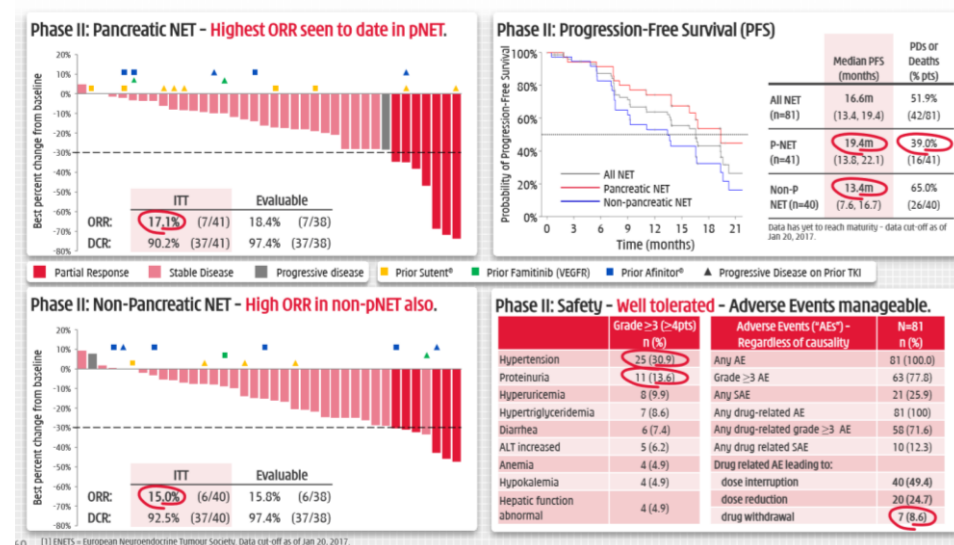 Phase II: Pancreatic NET – Highest ORR seen to date in pNET.
Best percent change from baseline
20%
10%
0%
-10%
-20%
-30%
-40%
-50%
-60%
-70%
-80%
ITT Evaluable
ORR: 17.1% (7/41) 18.4% (7/38)
DCR: 90.2% (37/41) 97.4% (37/38)
Phase II: Progression-Free Survival (PFS)
Probability of Progression-Free Survival
100%
80%
60%
40%
20%
0%
All NET
Pancreatic NET
Non-pancreatic NET
0 3 6 9 12 15 18 21
Time (months)
Median PFS (months) PDs or Deaths (% pts)
All NET (n=81) 16.6m (13.4, 19.4) 51.9% (42/81)
P-NET (n=41) 19.4m (13.8, 22.1) 39.0% (16/41)
Non-P NET (n=40) 13.4m (7.6, 16.7) 65.0% (26/40)
Data has yet to reach maturity - data cut-off as of
Jan 20, 2017.
Partial Response Stable Disease Progressive disease Prior Sutent® Prior Famitinib (VEGFR) Prior Afinitor® Progressive Disease on Prior TKI
Phase II: Non-Pancreatic NET – High ORR in non-pNET also.
Best percent change from baseline
20%
10%
0%
-10%
-20%
-30%
-40%
-50%
-60%
-70%
-80%
ITT Evaluable
ORR: 15.0% (6/40) 15.8% (6/38)
DCR: 92.5% (37/40) 97.4% (37/38)
Phase II: Safety – Well tolerated – Adverse Events manageable.
Grade ≥3 (≥4pts) n (%)
Hypertension 25 (30.9)
Proteinuria 11 (13.6)
Hyperuricemia 8 (9.9)
Hypertriglyceridemia 7 (8.6)
Diarrhea 6 (7.4)
ALT increased 5 (6.2)
Anemia 4 (4.9)
Hypokalemia 4 (4.9)
Hepatic function abnormal 4 (4.9)
Adverse Events ("AEs") – Regardless of causality N=81 n (%)
Any AE 81 (100.0)
Grade ≥3 AE 63 (77.8)
Any SAE 21 (25.9)
Any drug-related AE 81 (100)
Any drug-related grade ≥3 AE 58 (71.6)
Any drug related SAE 10 (12.3)
Drug related AE leading to:
dose interruption 40 (49.4)
dose reduction 20 (24.7)
drug withdrawal 7 (8.6)
[1] ENETS = European Neuroendocrine Tumour Society. Data cut-off as of Jan 20, 2017.